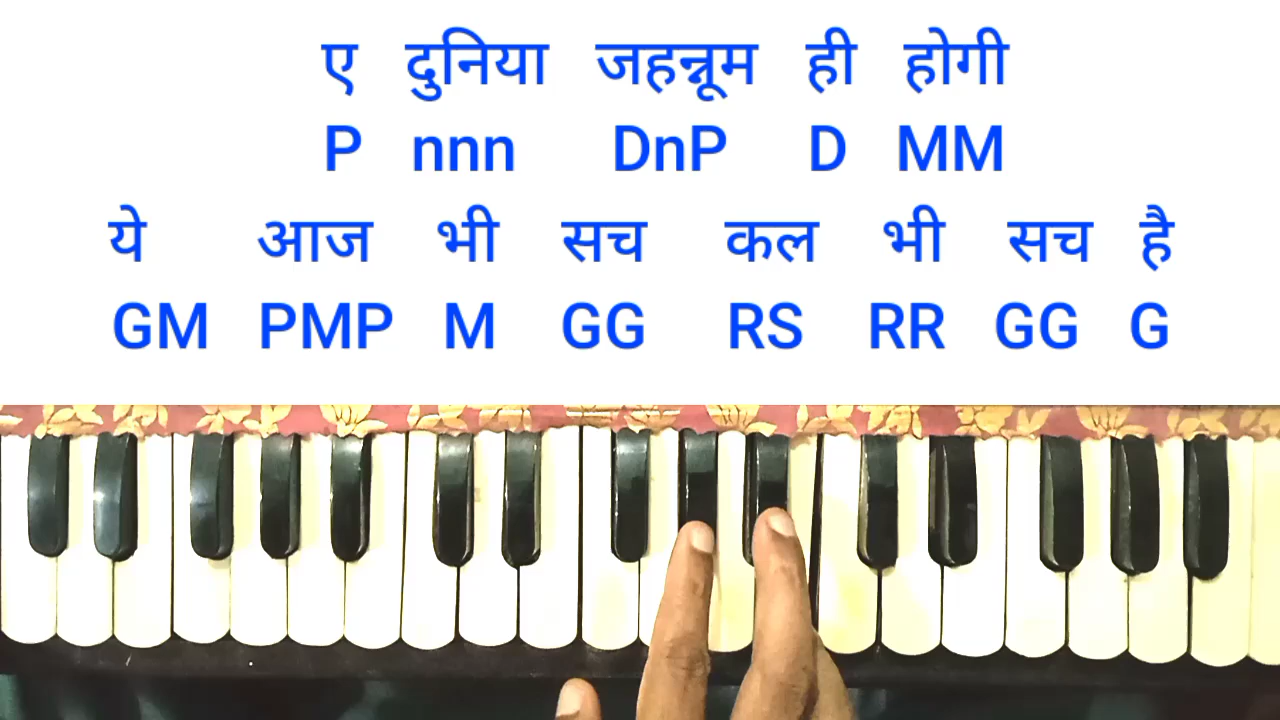 ए दुनिया जहन्नूम ही होगी
P nnn DnP D MM
ये आज भी सच कल भी सच है
GM PMP M GG RS RR GG G